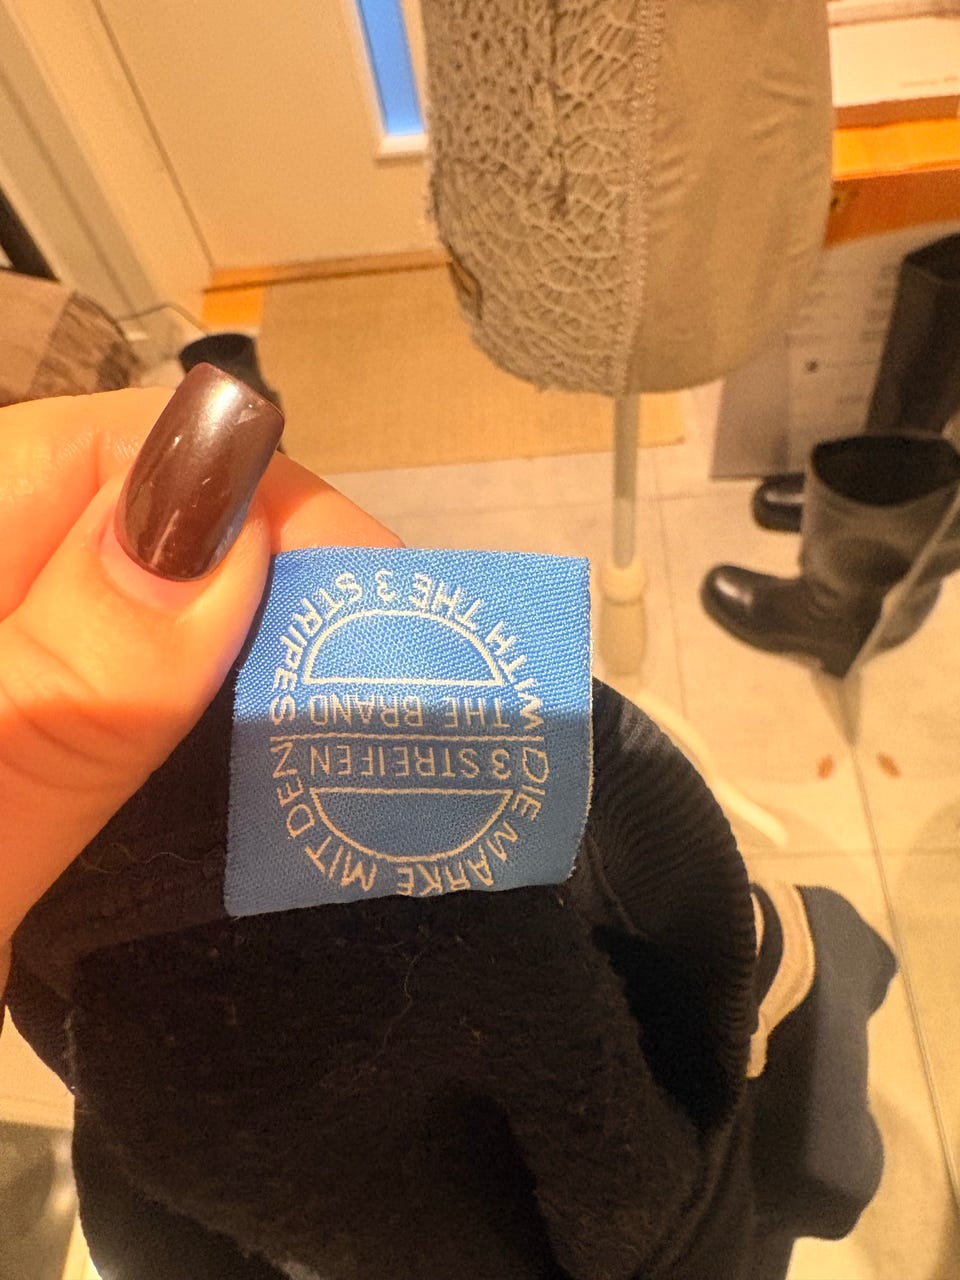 DIE MARKE MIT DEN
3 STREIFEN
THE BRAND
WITH THE 3 STRIPES